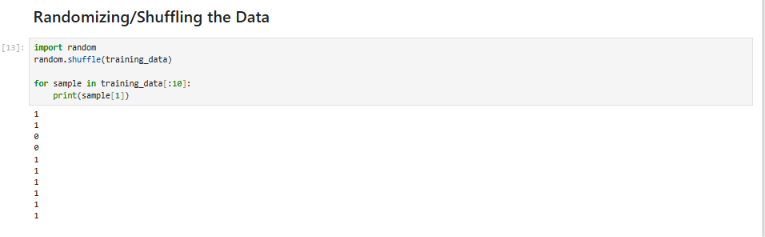 Randomizing/Shuffling the Data
[13]:
import random
random.shuffle(training_data)
for sample in training_data[:10]:
    print(sample[1])
1
1
0
0
1
1
1
1
1
1